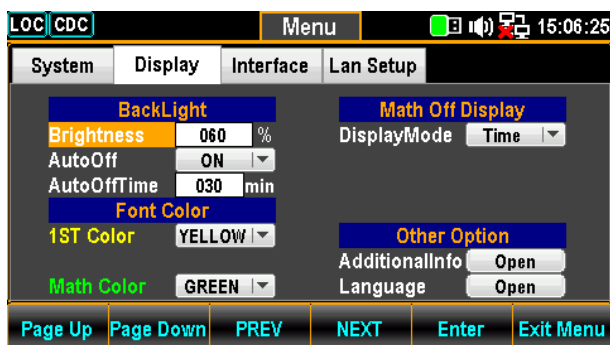 LOC CDC Menu 15:06:25
System Display Interface Lan Setup
BackLight
Brightness 060 %
AutoOff ON
AutoOffTime 030 min
Font Color
1ST Color YELLOW
Math Color GREEN
Math Off Display
DisplayMode Time
Other Option
AdditionalInfo Open
Language Open
Page Up Page Down PREV NEXT Enter Exit Menu